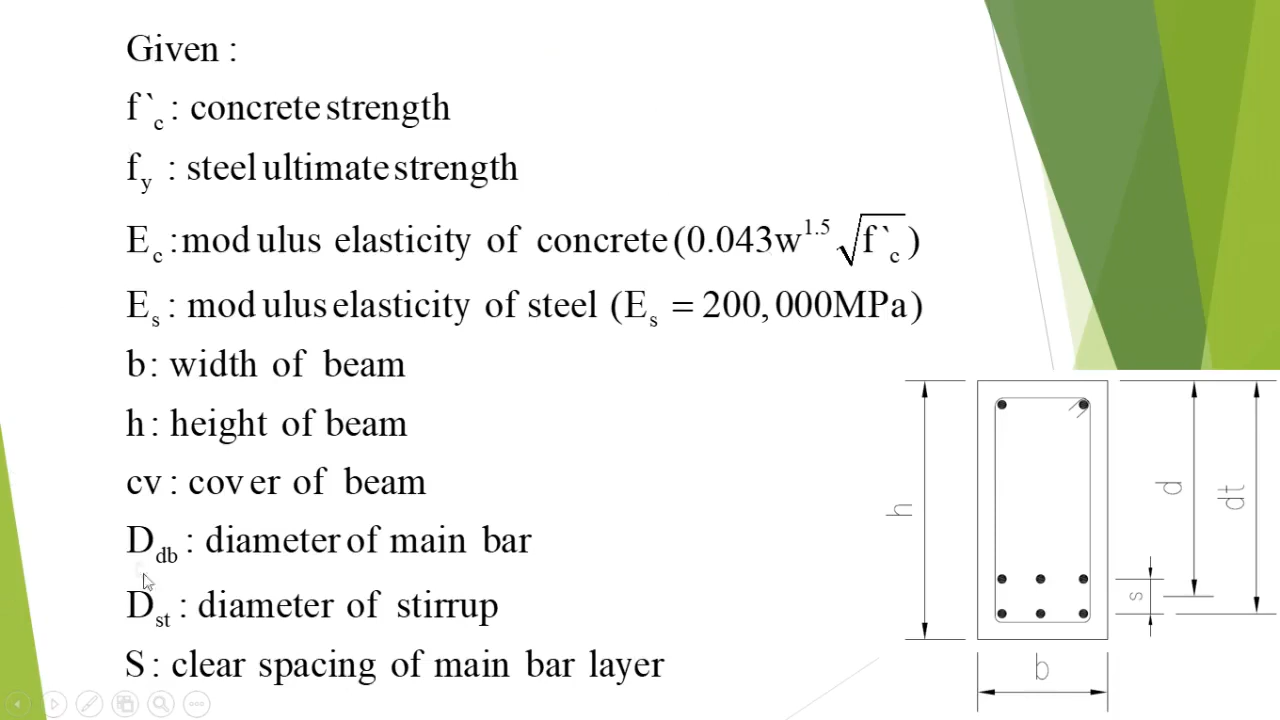 Given :
f`c : concrete strength
fy : steel ultimate strength
Ec : modulus elasticity of concrete (0.043w^1.5 √f`c )
Es : modulus elasticity of steel (Es = 200,000MPa)
b : width of beam
h : height of beam
cv : cover of beam
Ddb : diameter of main bar
Dst : diameter of stirrup
S : clear spacing of main bar layer
h
d
dt
s
b